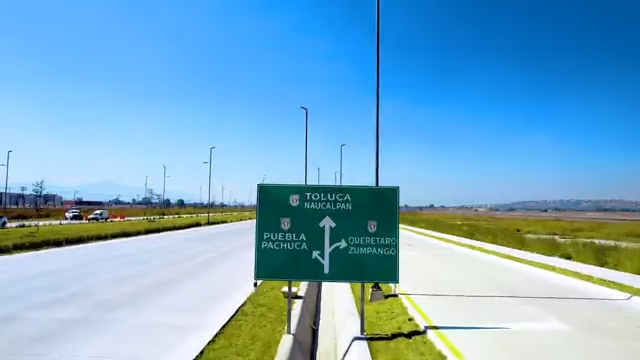 TOLUCA
NAUCALPAN
PUEBLA
PACHUCA
QUERETARO
ZUMPANGO